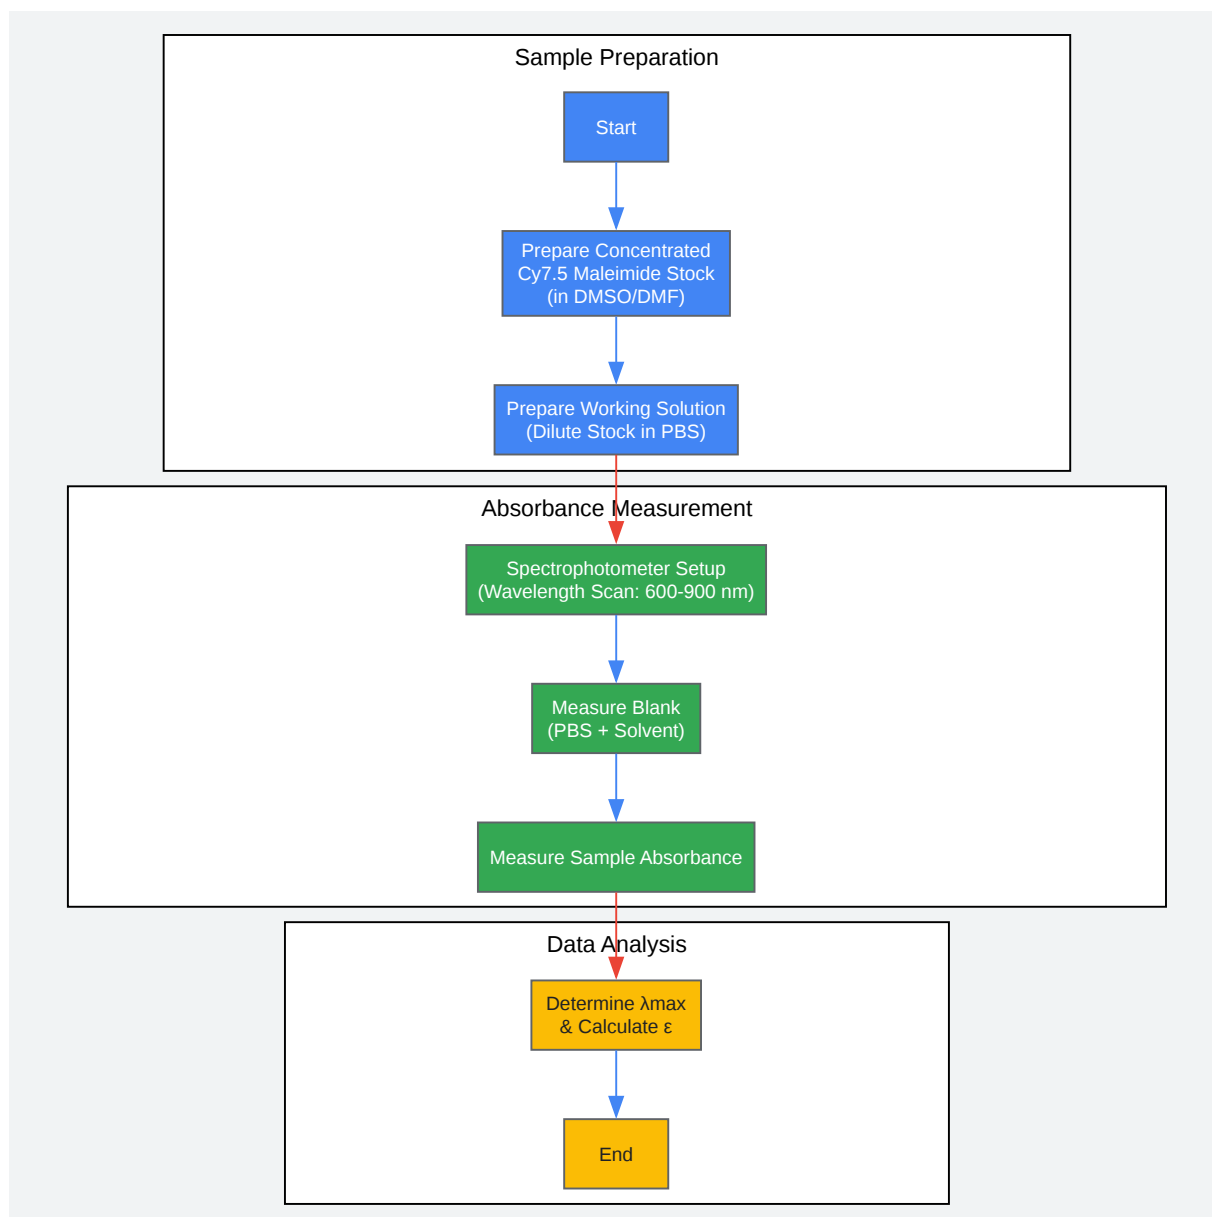 Sample Preparation
Start
Prepare Concentrated
Cy7.5 Maleimide Stock
(in DMSO/DMF)
Prepare Working Solution
(Dilute Stock in PBS)
Absorbance Measurement
Spectrophotometer Setup
(Wavelength Scan: 600-900 nm)
Measure Blank
(PBS + Solvent)
Measure Sample Absorbance
Data Analysis
Determine λmax
& Calculate ε
End